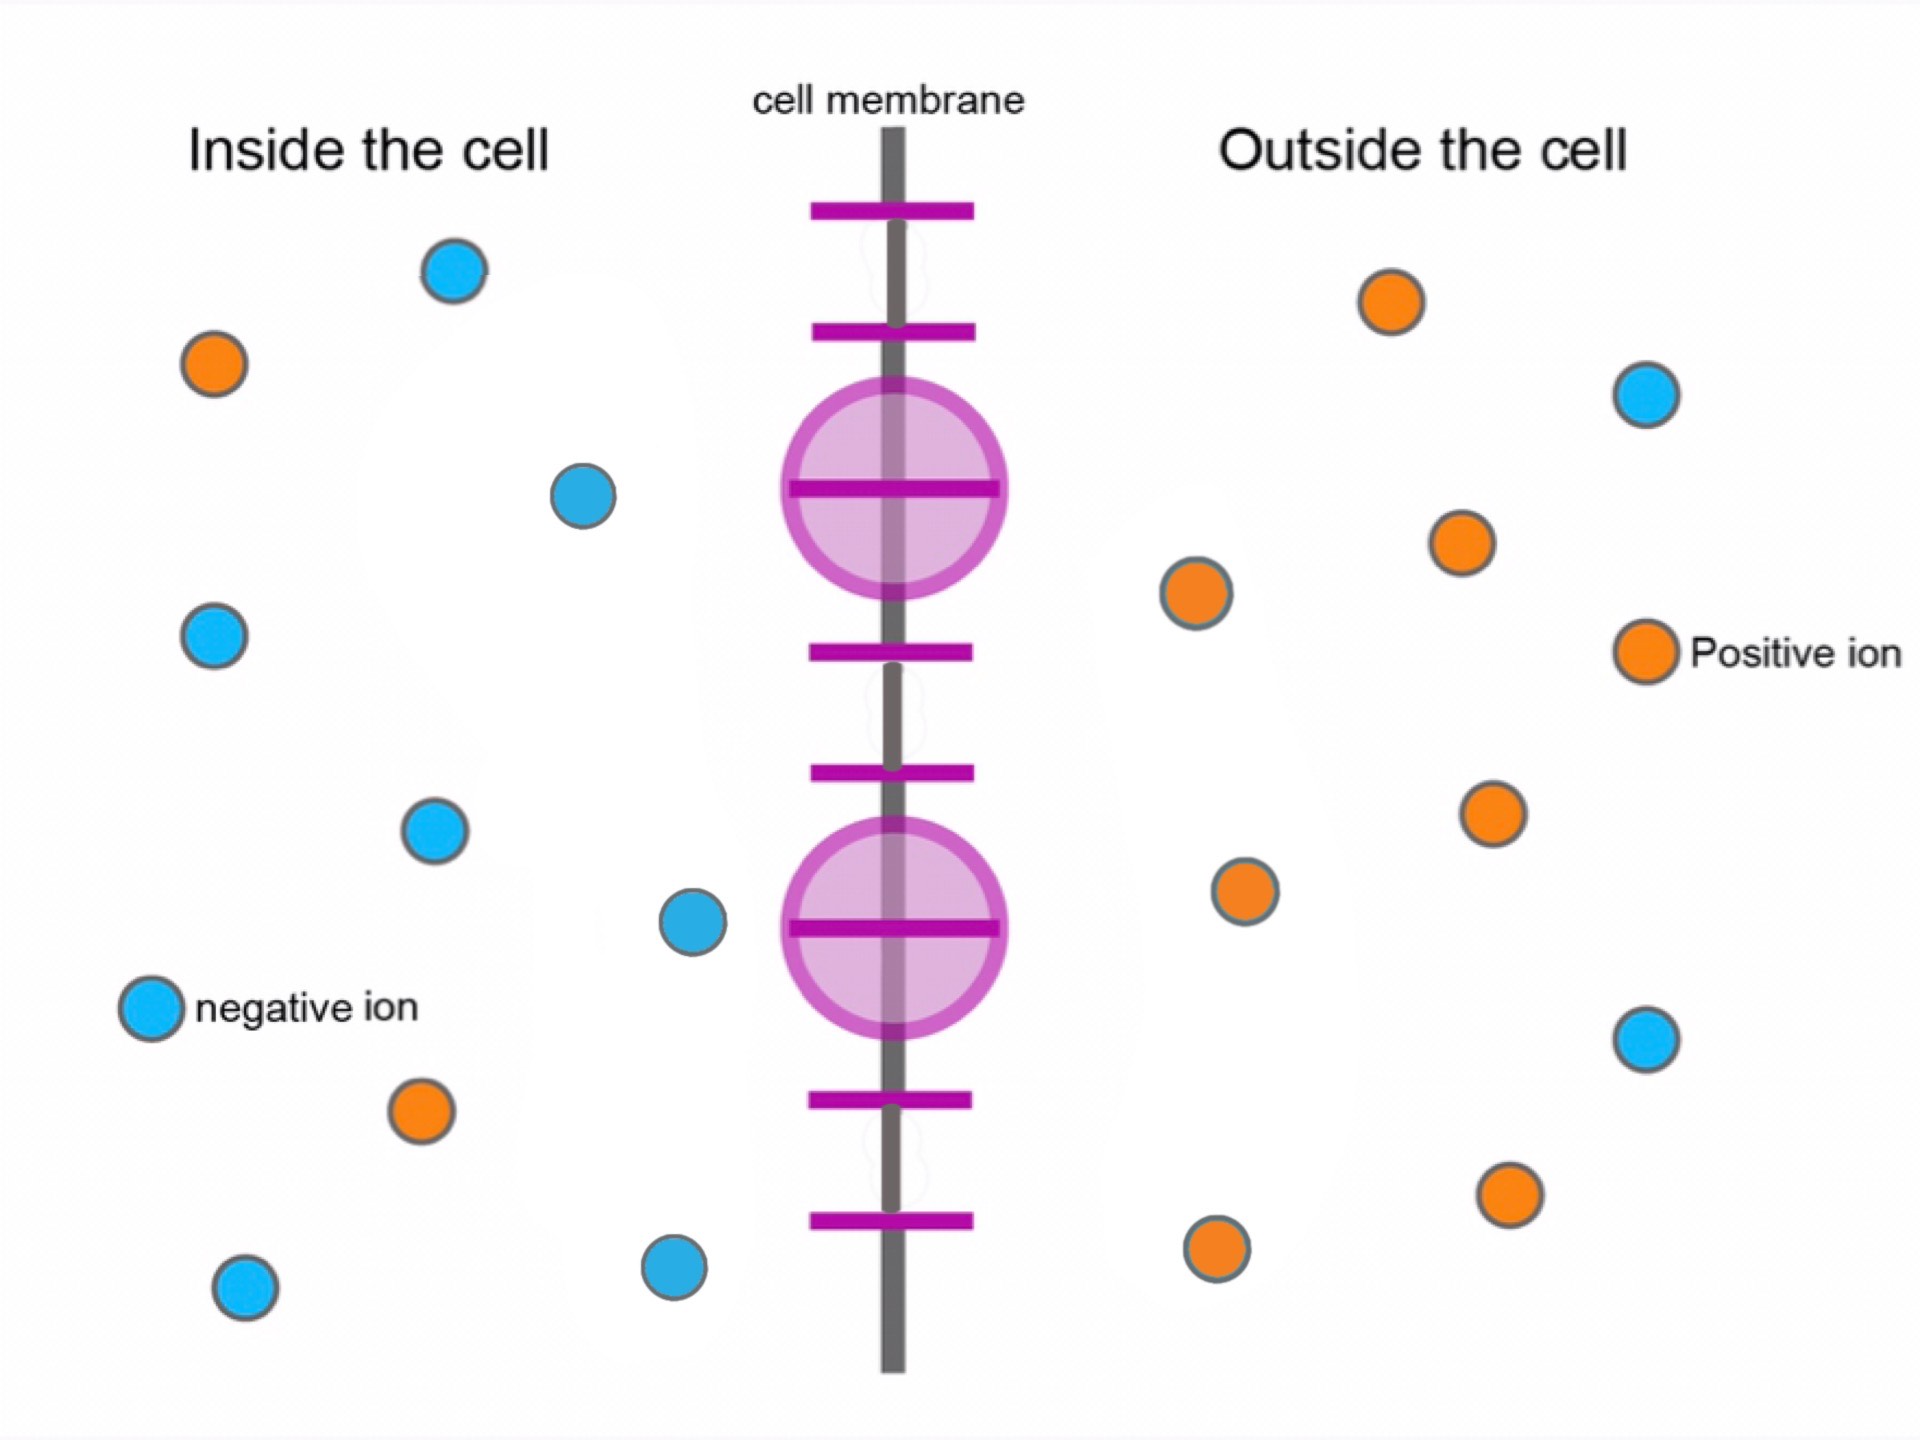 cell membrane
Inside the cell
Outside the cell
Positive ion
negative ion